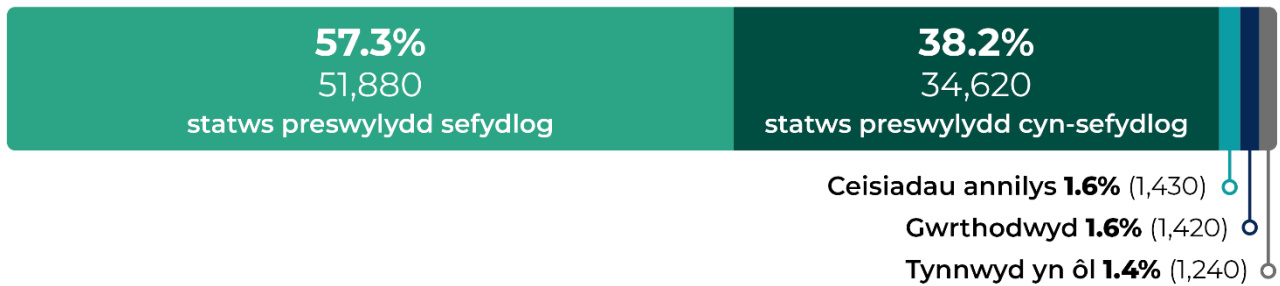 57.3%
51,880
statws preswylydd sefydlog
38.2%
34,620
statws preswylydd cyn-sefydlog
Ceisiadau annilys 1.6% (1,430)
Gwrthodwyd 1.6% (1,420)
Tynnwyd yn ôl 1.4% (1,240)